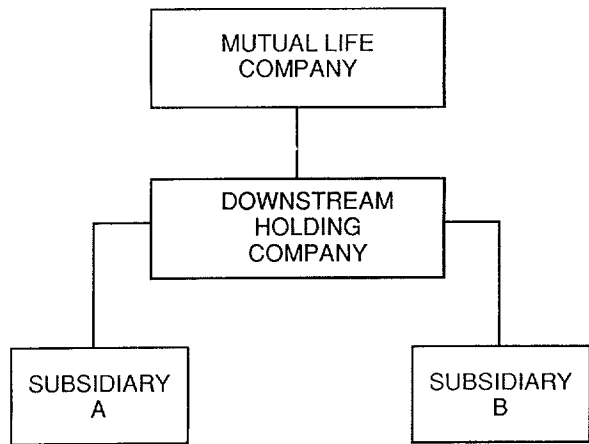 MUTUAL LIFE
COMPANY
DOWNSTREAM
HOLDING
COMPANY
SUBSIDIARY
A
SUBSIDIARY
B